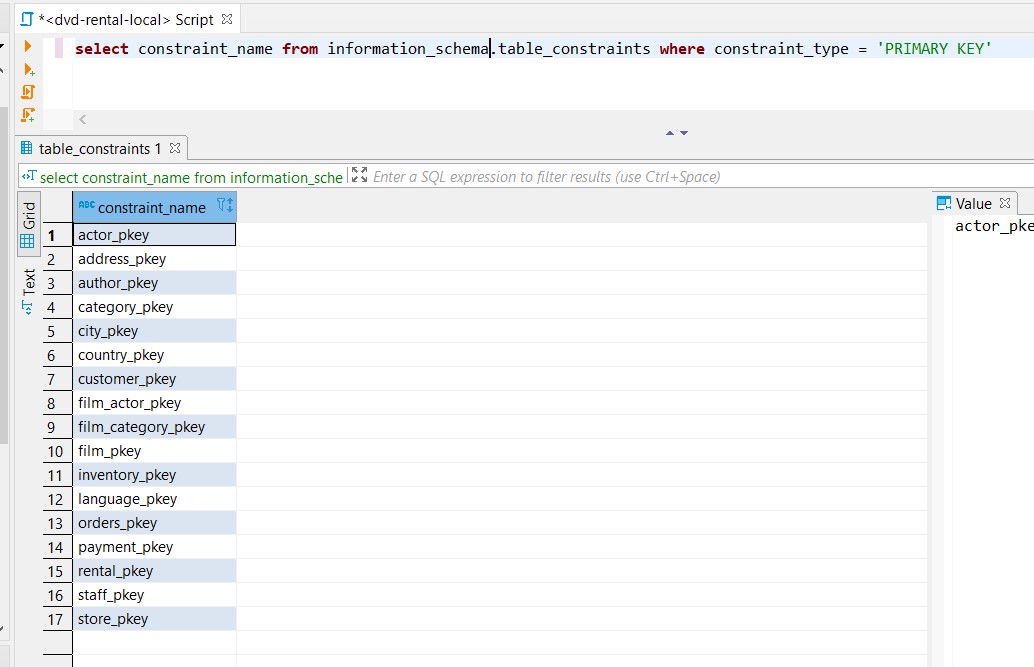 *<dvd-rental-local> Script
select constraint_name from information_schema.table_constraints where constraint_type = 'PRIMARY KEY'
table_constraints 1
select constraint_name from information_sche Enter a SQL expression to filter results (use Ctrl+Space)
Grid
Text
ABC constraint_name
Value
1 actor_pkey
actor_pke
2 address_pkey
3 author_pkey
4 category_pkey
5 city_pkey
6 country_pkey
7 customer_pkey
8 film_actor_pkey
9 film_category_pkey
10 film_pkey
11 inventory_pkey
12 language_pkey
13 orders_pkey
14 payment_pkey
15 rental_pkey
16 staff_pkey
17 store_pkey